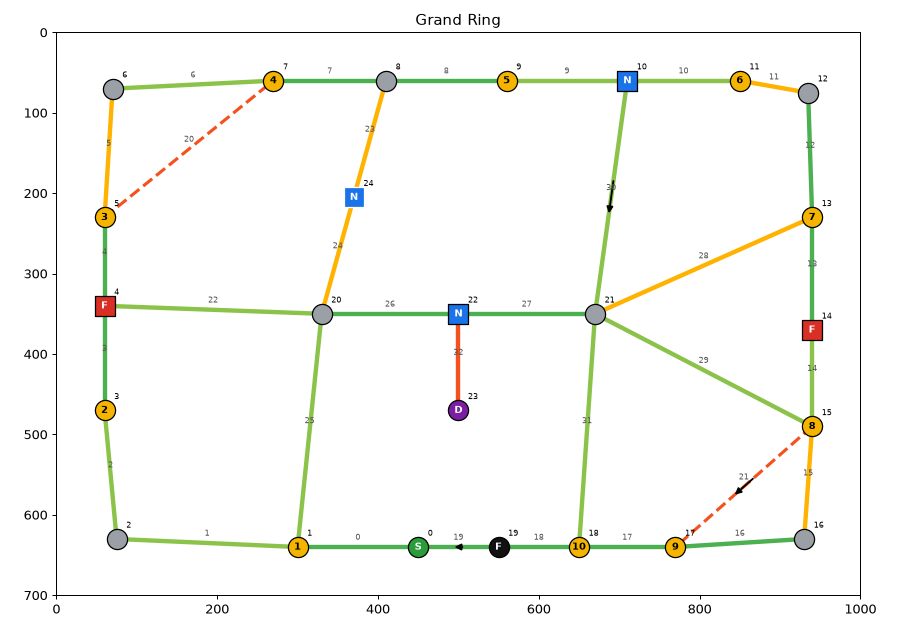 Grand Ring
0
100
200
300
400
500
600
700
0 200 400 600 800 1000
6 7 8 9 10 11 12
6 7 8 9 10 11
4 5 N 6
5 20 23 12
N 24
5 30 13
3 7
4 24 28 13
4 20 22 21 14
F 22 26 N 27 F
3 32 29 14
3 23 15
2 D 8
2 25 31 21 15
2 1 0 19 18 17 16
1 0 19 18 17 16
1 S F 10 9